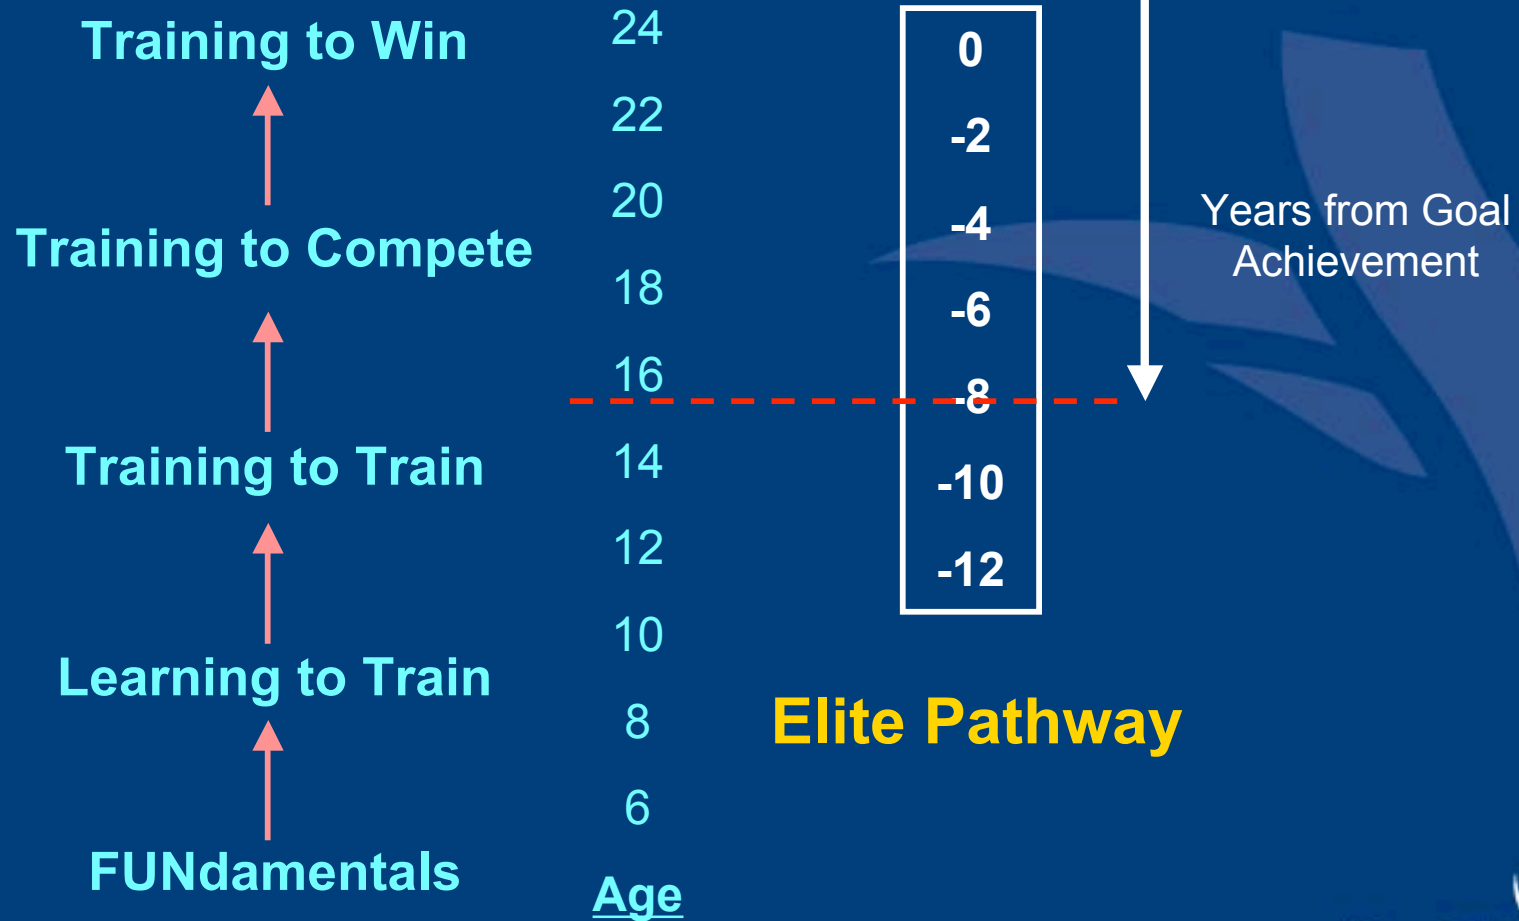 Training to Win
Training to Compete
Training to Train
Learning to Train
FUNdamentals
24
22
20
18
16
14
12
10
8
6
Age
0
-2
-4
-6
-8
-10
-12
Years from Goal
Achievement
Elite Pathway